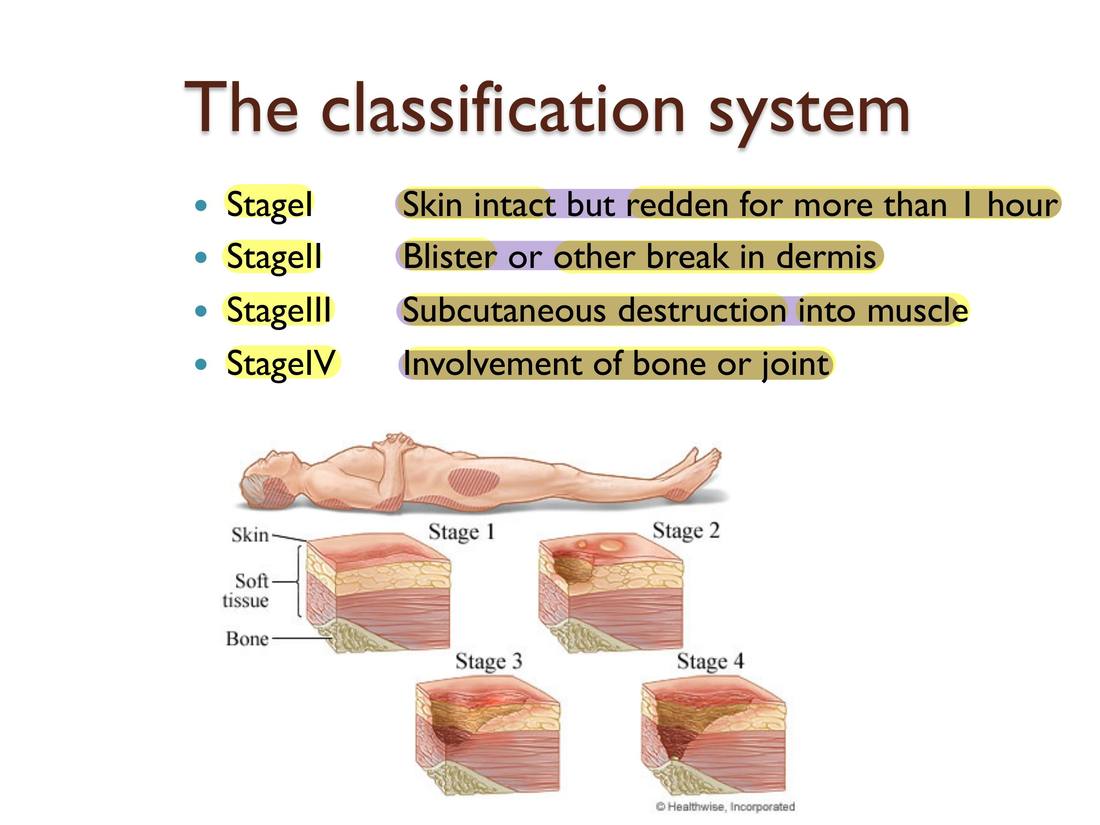 The classification system
• StageI Skin intact but redden for more than 1 hour
• StageII Blister or other break in dermis
• StageIII Subcutaneous destruction into muscle
• StageIV Involvement of bone or joint
Stage 1
Stage 2
Skin
Soft
tissue
Bone
Stage 3
Stage 4
© Healthwise, Incorporated